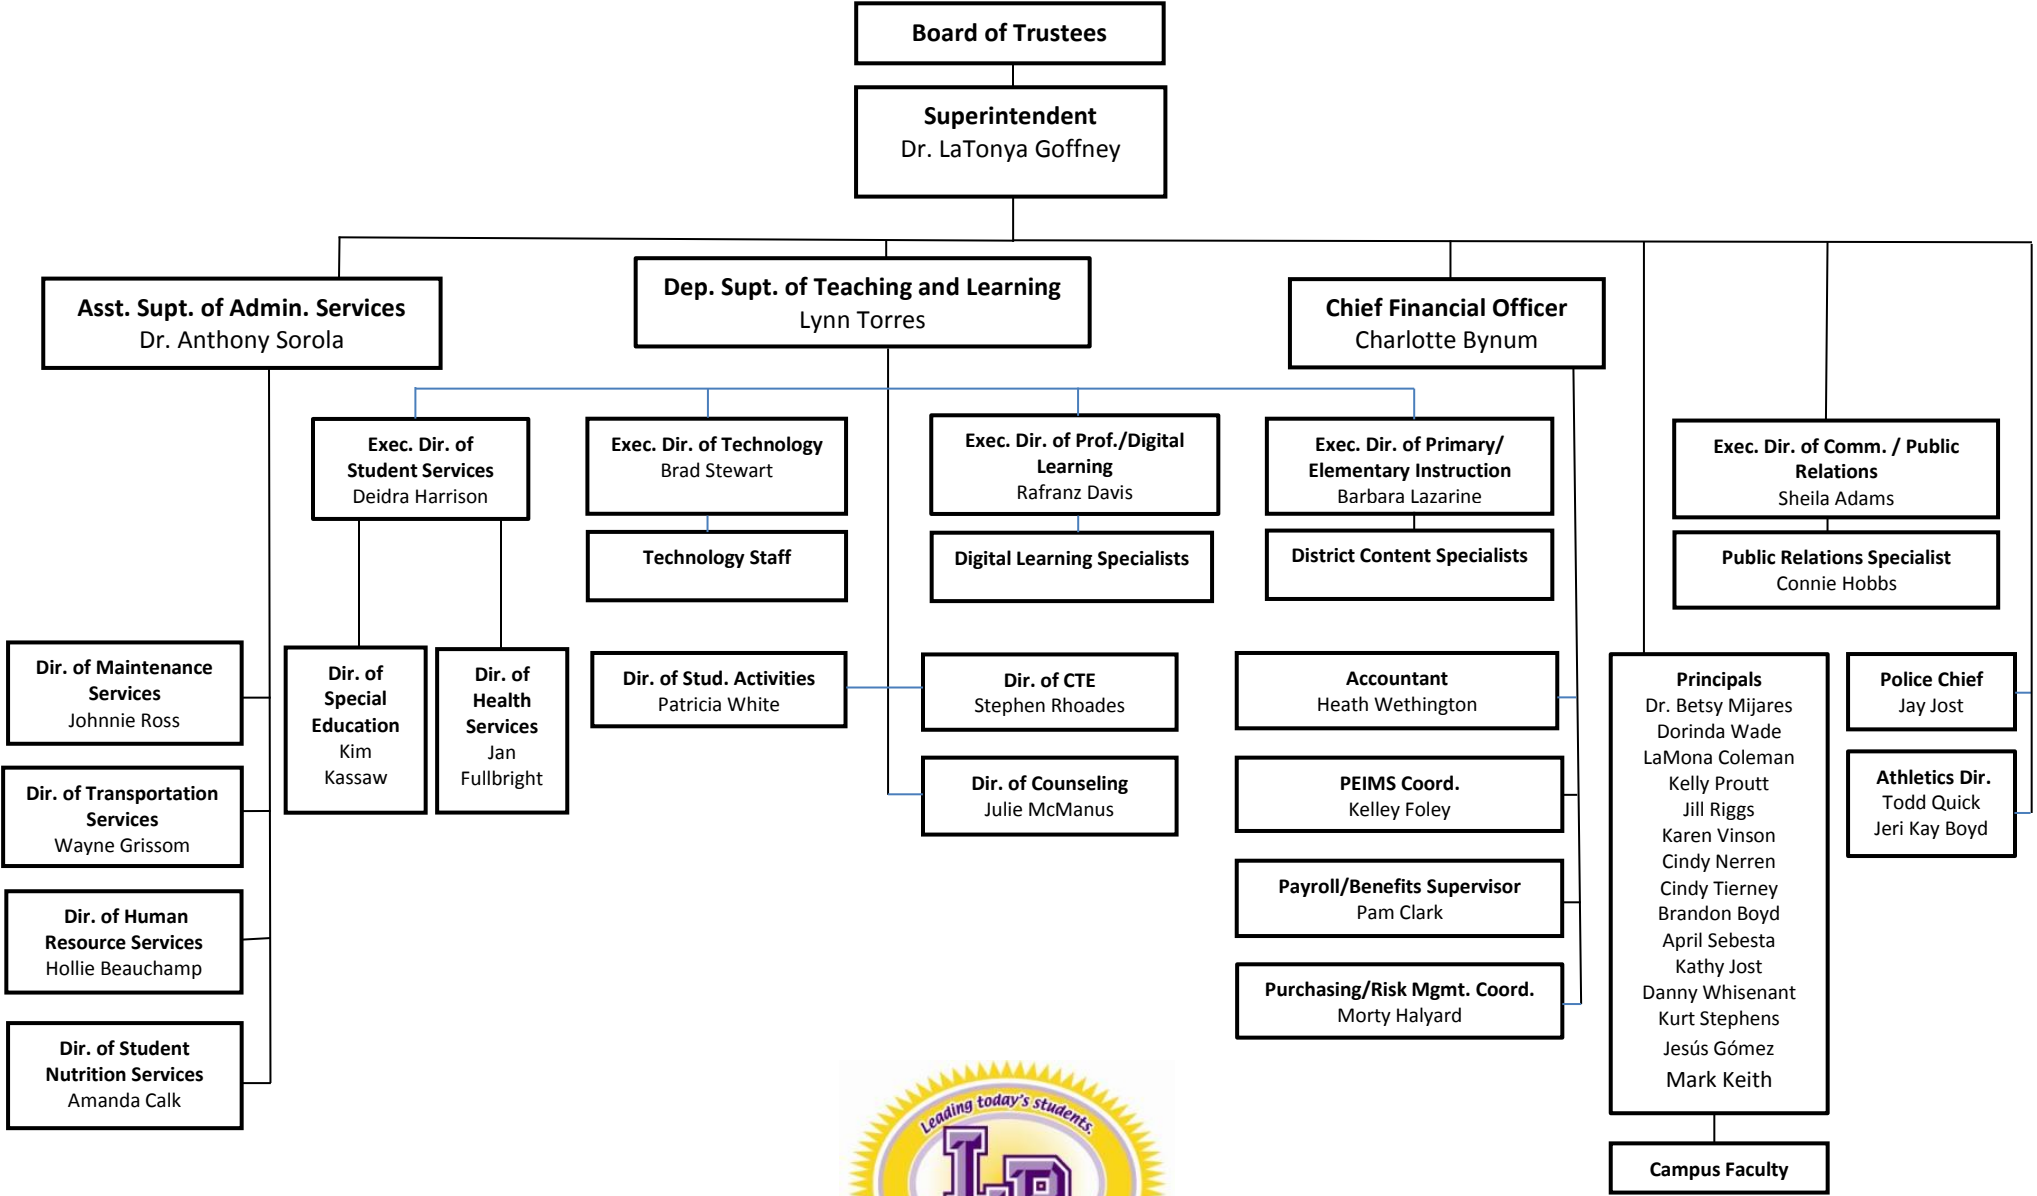 Board of Trustees
Superintendent
Dr. LaTonya Goffney
Asst. Supt. of Admin. Services
Dr. Anthony Sorola
Dep. Supt. of Teaching and Learning
Lynn Torres
Chief Financial Officer
Charlotte Bynum
Exec. Dir. of
Student Services
Deidra Harrison
Exec. Dir. of Technology
Brad Stewart
Exec. Dir. of Prof./Digital
Learning
Rafranz Davis
Exec. Dir. of Primary/
Elementary Instruction
Barbara Lazarine
Exec. Dir. of Comm. / Public
Relations
Sheila Adams
Technology Staff
Digital Learning Specialists
District Content Specialists
Public Relations Specialist
Connie Hobbs
Dir. of Maintenance
Services
Johnnie Ross
Dir. of Transportation
Services
Wayne Grissom
Dir. of Human
Resource Services
Hollie Beauchamp
Dir. of Student
Nutrition Services
Amanda Calk
Dir. of
Special
Education
Kim
Kassaw
Dir. of
Health
Services
Jan
Fullbright
Dir. of Stud. Activities
Patricia White
Dir. of CTE
Stephen Rhoades
Dir. of Counseling
Julie McManus
Accountant
Heath Wethington
PEIMS Coord.
Kelley Foley
Payroll/Benefits Supervisor
Pam Clark
Purchasing/Risk Mgmt. Coord.
Morty Halyard
Principals
Dr. Betsy Mijares
Dorinda Wade
LaMona Coleman
Kelly Proutt
Jill Riggs
Karen Vinson
Cindy Nerren
Cindy Tierney
Brandon Boyd
April Sebesta
Kathy Jost
Danny Whisenant
Kurt Stephens
Jesús Gómez
Mark Keith
Campus Faculty
Police Chief
Jay Jost
Athletics Dir.
Todd Quick
Jeri Kay Boyd
Leading today's students.
LP